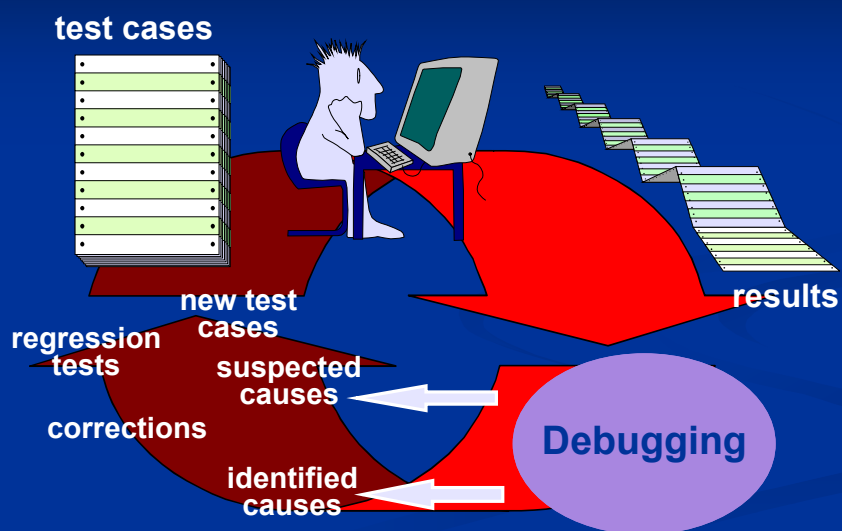 test cases
results
new test
cases
regression
tests
suspected
causes
Debugging
corrections
identified
causes